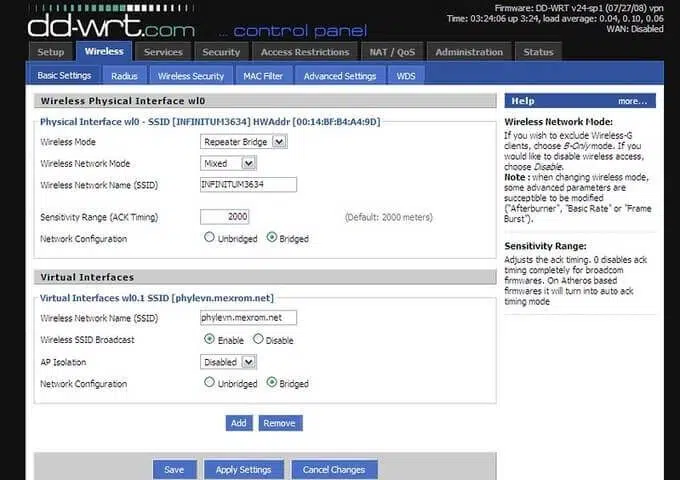 Firmware: DD-WRT v24-sp1 (07/27/08) vpn
Time: 03:24:06 up 3:24, load average: 0.04, 0.10, 0.06
WAN: Disabled
dd-wrt.com ... control panel
Setup Wireless Services Security Access Restrictions NAT / QoS Administration Status
Basic Settings Radius Wireless Security MAC Filter Advanced Settings WDS
Wireless Physical Interface wl0
Physical Interface wl0 - SSID [INFINITUM3634] HWAddr [00:14:BF:B4:A4:9D]
Wireless Mode Repeater Bridge
Wireless Network Mode Mixed
Wireless Network Name (SSID) INFINITUM3634
Sensitivity Range (ACK Timing) 2000 (Default: 2000 meters)
Network Configuration Unbridged Bridged
Virtual Interfaces
Virtual Interfaces wl0.1 SSID [phylevn.mexrom.net]
Wireless Network Name (SSID) phylevn.mexrom.net
Wireless SSID Broadcast Enable Disable
AP Isolation Disabled
Network Configuration Unbridged Bridged
Add Remove
Save Apply Settings Cancel Changes
Help more...
Wireless Network Mode:
If you wish to exclude Wireless-G
clients, choose B-Only mode. If you
would like to disable wireless access,
choose Disable.
Note : when changing wireless mode,
some advanced parameters are
susceptible to be modified
("Afterburner", "Basic Rate" or "Frame
Burst").
Sensitivity Range:
Adjusts the ack timing. 0 disables ack
timing completely for broadcom
firmwares. On Atheros based
firmwares it will turn into auto ack
timing mode